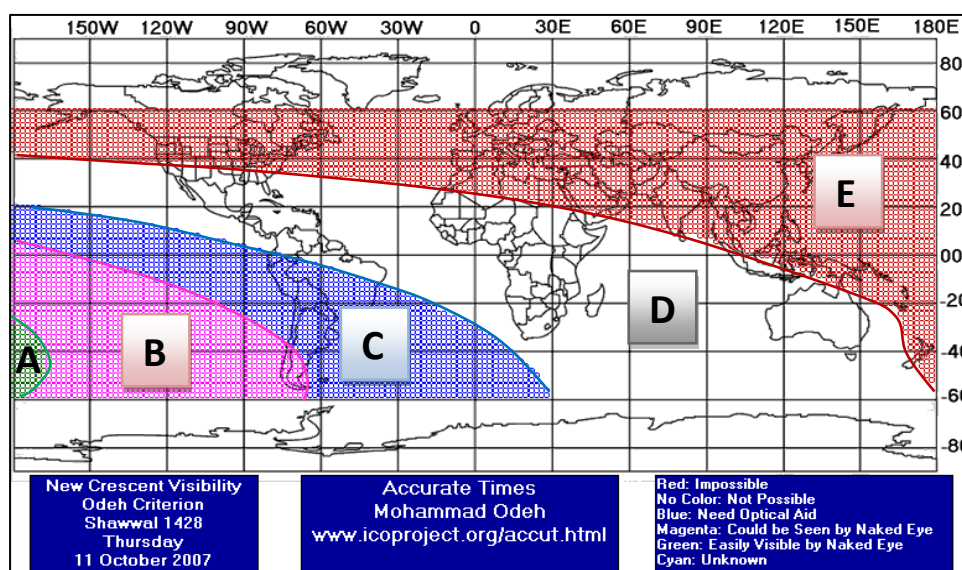 150W 120W 90W 60W 30W 0 30E 60E 90E 120E 150E 180E
80
60
40
20
00
-20
-40
-60
-80
A
B
C
D
E
New Crescent Visibility
Odeh Criterion
Shawwal 1428
Thursday
11 October 2007
Accurate Times
Mohammad Odeh
www.icoproject.org/accut.html
Red: Impossible
No Color: Not Possible
Blue: Need Optical Aid
Magenta: Could be Seen by Naked Eye
Green: Easily Visible by Naked Eye
Cyan: Unknown